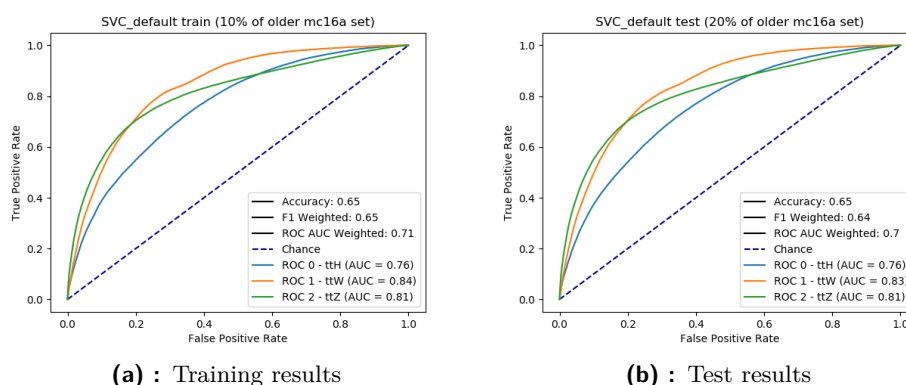 SVC_default train (10% of older mc16a set)
True Positive Rate
1.0
0.8
0.6
0.4
0.2
0.0
Accuracy: 0.65
F1 Weighted: 0.65
ROC AUC Weighted: 0.71
Chance
ROC 0 - ttH (AUC = 0.76)
ROC 1 - ttW (AUC = 0.84)
ROC 2 - ttZ (AUC = 0.81)
0.0 0.2 0.4 0.6 0.8 1.0
False Positive Rate
(a) : Training results
SVC_default test (20% of older mc16a set)
True Positive Rate
1.0
0.8
0.6
0.4
0.2
0.0
Accuracy: 0.65
F1 Weighted: 0.64
ROC AUC Weighted: 0.7
Chance
ROC 0 - ttH (AUC = 0.76)
ROC 1 - ttW (AUC = 0.83)
ROC 2 - ttZ (AUC = 0.81)
0.0 0.2 0.4 0.6 0.8 1.0
False Positive Rate
(b) : Test results